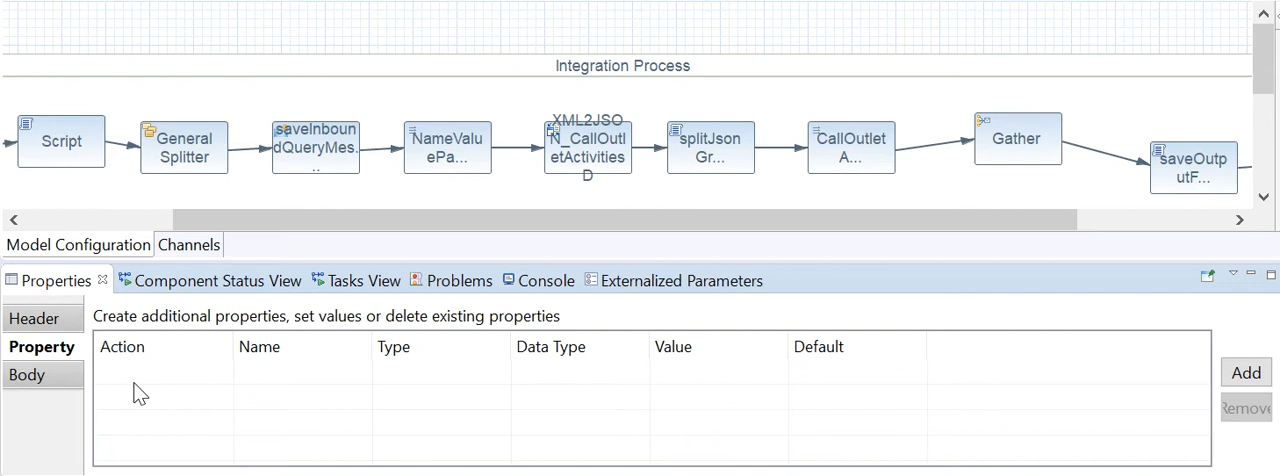 Integration Process
Script
General
Splitter
saveInboun
dQueryMes.
..
NameValu
ePa...
XML2JSO
N_CallOutl
etActivities
D
splitJson
Gr...
CallOutlet
A...
Gather
saveOutp
utF...
Model Configuration Channels
Properties Component Status View Tasks View Problems Console Externalized Parameters
Header
Property
Body
Create additional properties, set values or delete existing properties
Action Name Type Data Type Value Default
Add
Remove